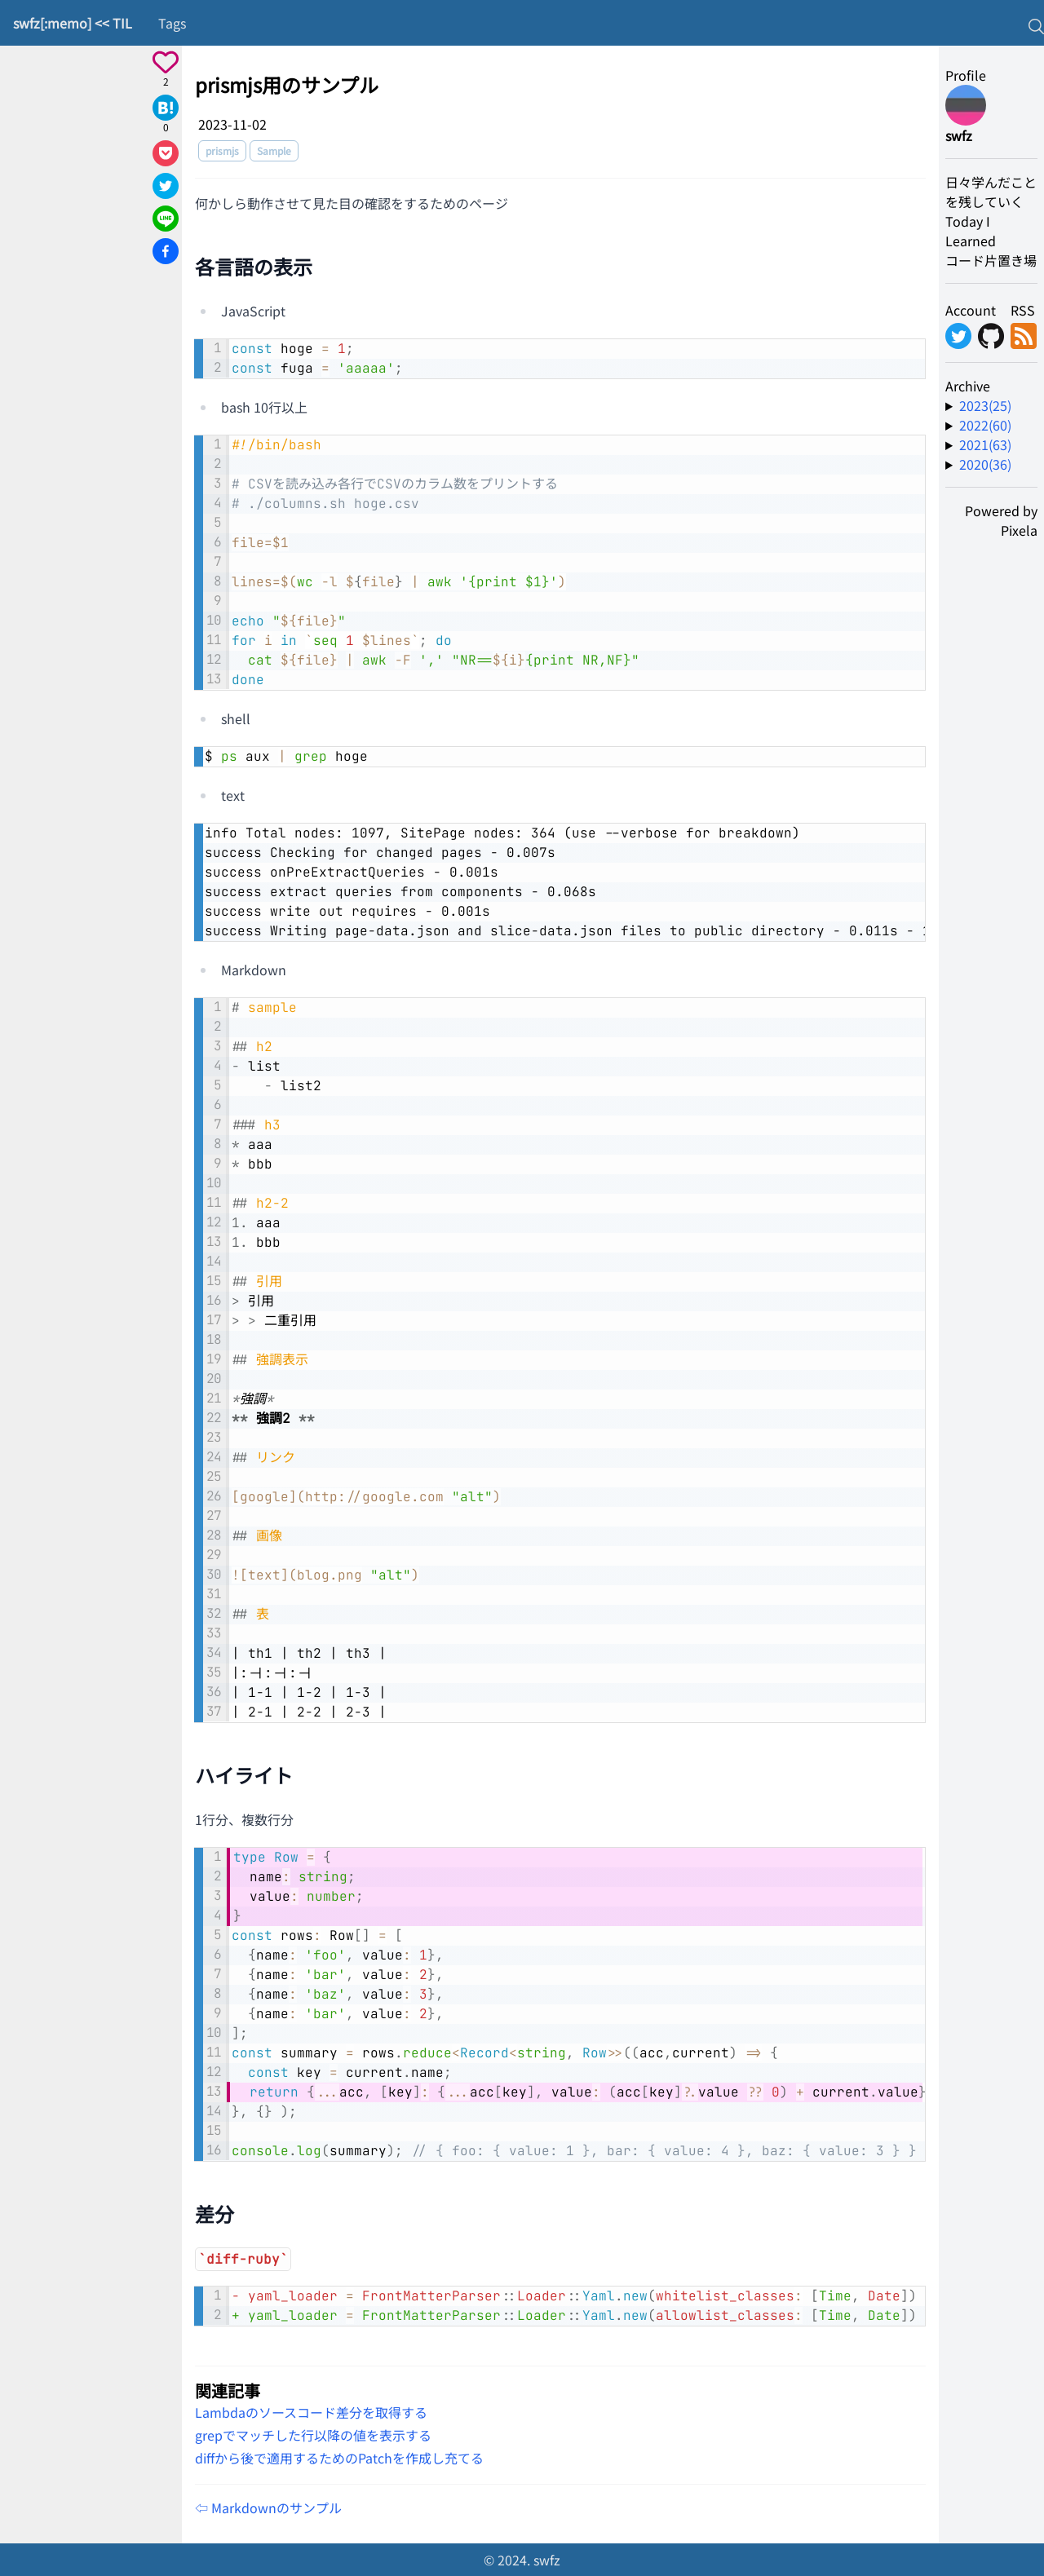 swfz[:memo] << TIL Tags
2
B!
0
LINE
prismjs用のサンプル
2023-11-02
prismjs Sample
何かしら動作させて見た目の確認をするためのページ
各言語の表示
JavaScript
1 const hoge = 1;
2 const fuga = 'aaaaa';
bash 10行以上
1 #!/bin/bash
2
3 # CSVを読み込み各行でCSVのカラム数をプリントする
4 # ./columns.sh hoge.csv
5
6 file=$1
7
8 lines=$(wc -l ${file} | awk '{print $1}')
9
10 echo "${file}"
11 for i in `seq 1 $lines`; do
12   cat ${file} | awk -F ',' "NR==${i}{print NR,NF}"
13 done
shell
$ ps aux | grep hoge
text
info Total nodes: 1097, SitePage nodes: 364 (use --verbose for breakdown)
success Checking for changed pages - 0.007s
success onPreExtractQueries - 0.001s
success extract queries from components - 0.068s
success write out requires - 0.001s
success Writing page-data.json and slice-data.json files to public directory - 0.011s -
Markdown
1 # sample
2
3 ## h2
4 - list
5     - list2
6
7 ### h3
8 * aaa
9 * bbb
10
11 ## h2-2
12 1. aaa
13 1. bbb
14
15 ## 引用
16 > 引用
17 > > 二重引用
18
19 ## 強調表示
20
21 *強調*
22 ** 強調2 **
23
24 ## リンク
25
26 [google](http://google.com "alt")
27
28 ## 画像
29
30 ![text](blog.png "alt")
31
32 ## 表
33
34 | th1 | th2 | th3 |
35 |:-|:-|:-|
36 | 1-1 | 1-2 | 1-3 |
37 | 2-1 | 2-2 | 2-3 |
ハイライト
1行分、複数行分
1 type Row = {
2   name: string;
3   value: number;
4 }
5 const rows: Row[] = [
6   {name: 'foo', value: 1},
7   {name: 'bar', value: 2},
8   {name: 'baz', value: 3},
9   {name: 'bar', value: 2},
10 ];
11 const summary = rows.reduce<Record<string, Row>>((acc,current) => {
12   const key = current.name;
13   return {...acc, [key]: {...acc[key], value: (acc[key]?.value ?? 0) + current.value}
14 }, {} );
15
16 console.log(summary); // { foo: { value: 1 }, bar: { value: 4 }, baz: { value: 3 } }
差分
`diff-ruby`
1 - yaml_loader = FrontMatterParser::Loader::Yaml.new(whitelist_classes: [Time, Date])
2 + yaml_loader = FrontMatterParser::Loader::Yaml.new(allowlist_classes: [Time, Date])
関連記事
Lambdaのソースコード差分を取得する
grepでマッチした行以降の値を表示する
diffから後で適用するためのPatchを作成し充てる
⇦ Markdownのサンプル
Profile
swfz
日々学んだこと
を残していく
Today I
Learned
コード片置き場
Account RSS
Archive
▶ 2023(25)
▶ 2022(60)
▶ 2021(63)
▶ 2020(36)
Powered by
Pixela
© 2024. swfz